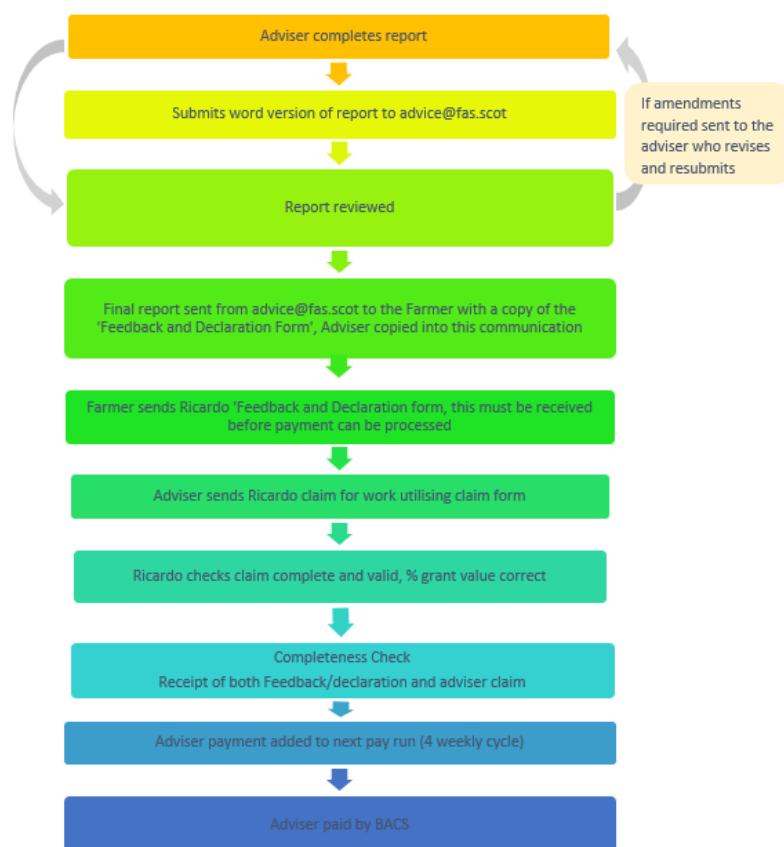 Adviser completes report
Submits word version of report to advice@fas.scot
If amendments
required sent to the
adviser who revises
and resubmits
Report reviewed
Final report sent from advice@fas.scot to the Farmer with a copy of the
'Feedback and Declaration Form', Adviser copied into this communication
Farmer sends Ricardo 'Feedback and Declaration form, this must be received
before payment can be processed
Adviser sends Ricardo claim for work utilising claim form
Ricardo checks claim complete and valid, % grant value correct
Completeness Check
Receipt of both Feedback/declaration and adviser claim
Adviser payment added to next pay run (4 weekly cycle)
Adviser paid by BACS